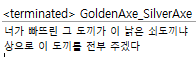 <terminated> GoldenAxe_SilverAxe
너가 빠뜨린 그 도끼가 이 낡은 쇠도끼냐
상으로 이 도끼를 전부 주겠다